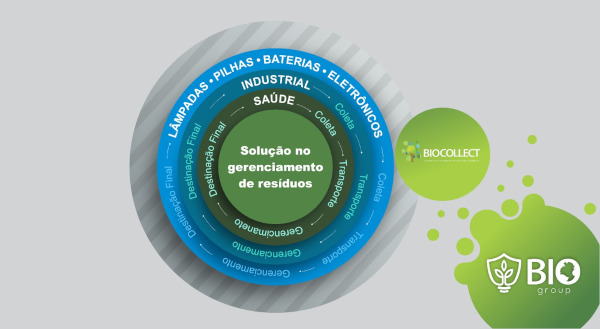 LÂMPADAS • PILHAS • BATERIAS • ELETRÔNICOS
Coleta
Transporte
Gerenciamento
Destinação Final
INDUSTRIAL
Coleta
Transporte
Gerenciamento
Destinação Final
SAÚDE
Coleta
Transporte
Gerenciamneto
Destinação Final
Solução no
gerenciamento
de resíduos
BIOCOLLECT
BIO
group